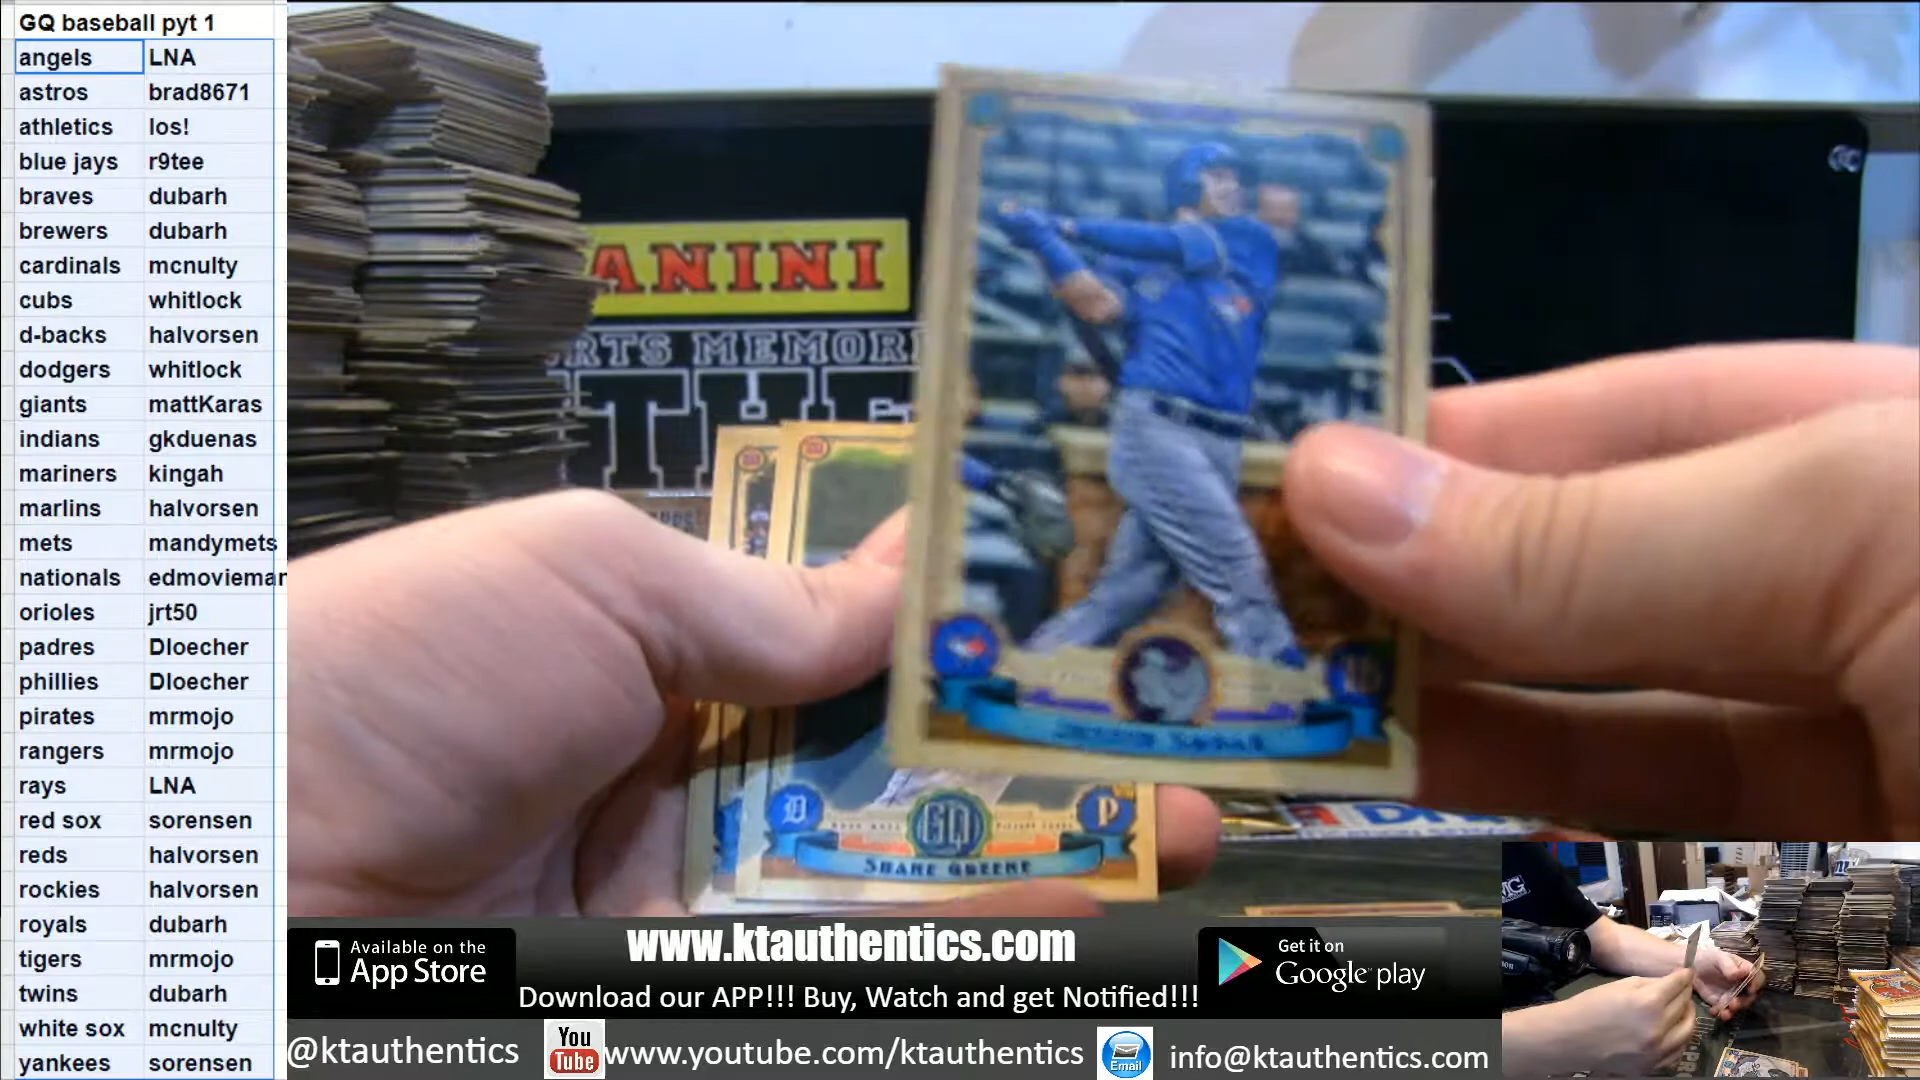 GQ baseball pyt 1
angels LNA
astros brad8671
athletics los!
blue jays r9tee
braves dubarh
brewers dubarh
cardinals mcnulty
cubs whitlock
d-backs halvorsen
dodgers whitlock
giants mattKaras
indians gkduenas
mariners kingah
marlins halvorsen
mets mandymets
nationals edmovieman
orioles jrt50
padres Dloecher
phillies Dloecher
pirates mrmojo
rangers mrmojo
rays LNA
red sox sorensen
reds halvorsen
rockies halvorsen
royals dubarh
tigers mrmojo
twins dubarh
white sox mcnulty
yankees sorensen
ANINI
RTS MEMOR
D GQ P
SHANE GREENE
Available on the
App Store
www.ktauthentics.com
Download our APP!!! Buy, Watch and get Notified!!!
Get it on
Google play
@ktauthentics
You
Tube
www.youtube.com/ktauthentics
Email
info@ktauthentics.com